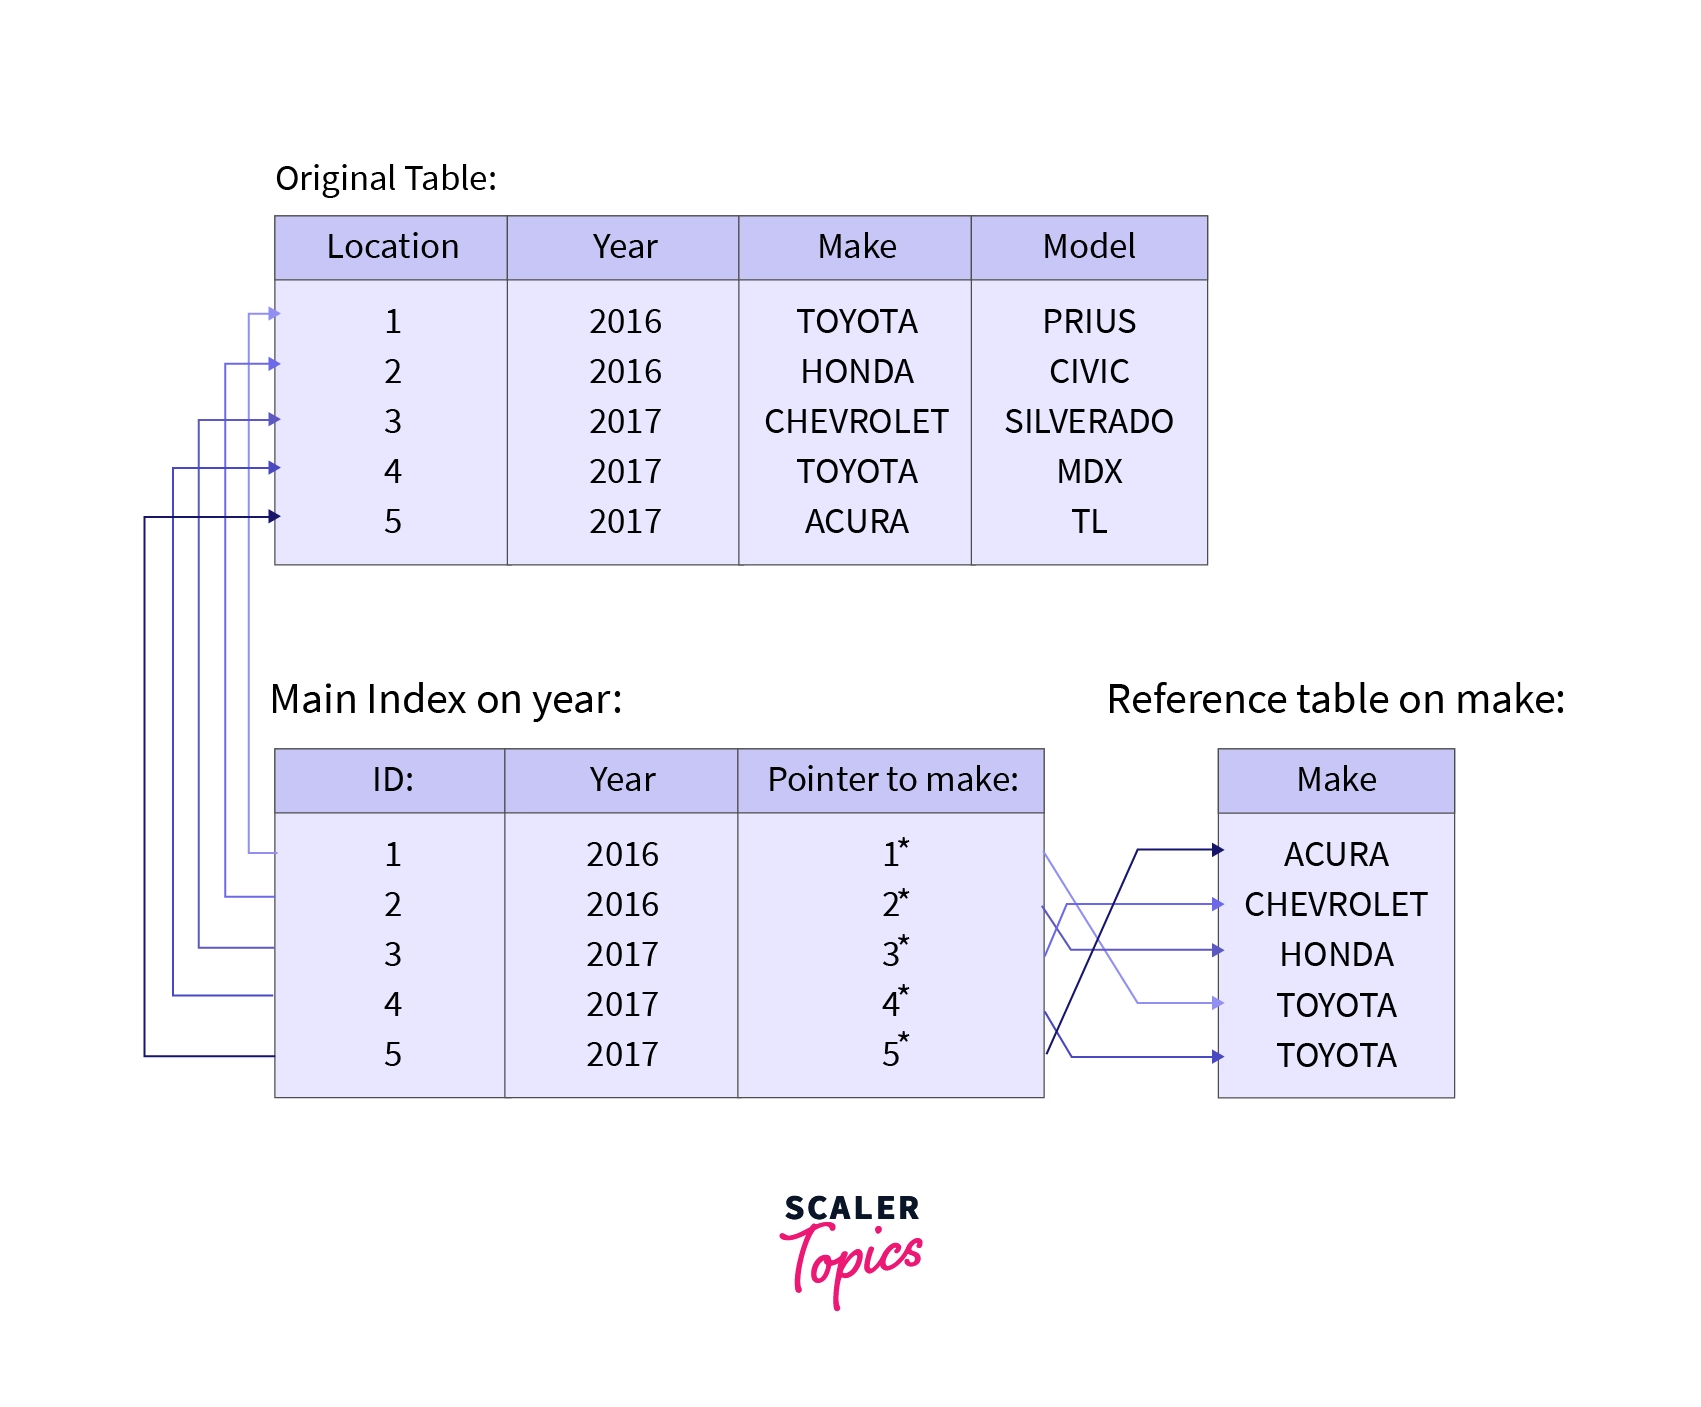 Original Table:
Location Year Make Model
1 2016 TOYOTA PRIUS
2 2016 HONDA CIVIC
3 2017 CHEVROLET SILVERADO
4 2017 TOYOTA MDX
5 2017 ACURA TL
Main Index on year:
ID: Year Pointer to make:
1 2016 1*
2 2016 2*
3 2017 3*
4 2017 4*
5 2017 5*
Reference table on make:
Make
ACURA
CHEVROLET
HONDA
TOYOTA
TOYOTA
SCALER
Topics